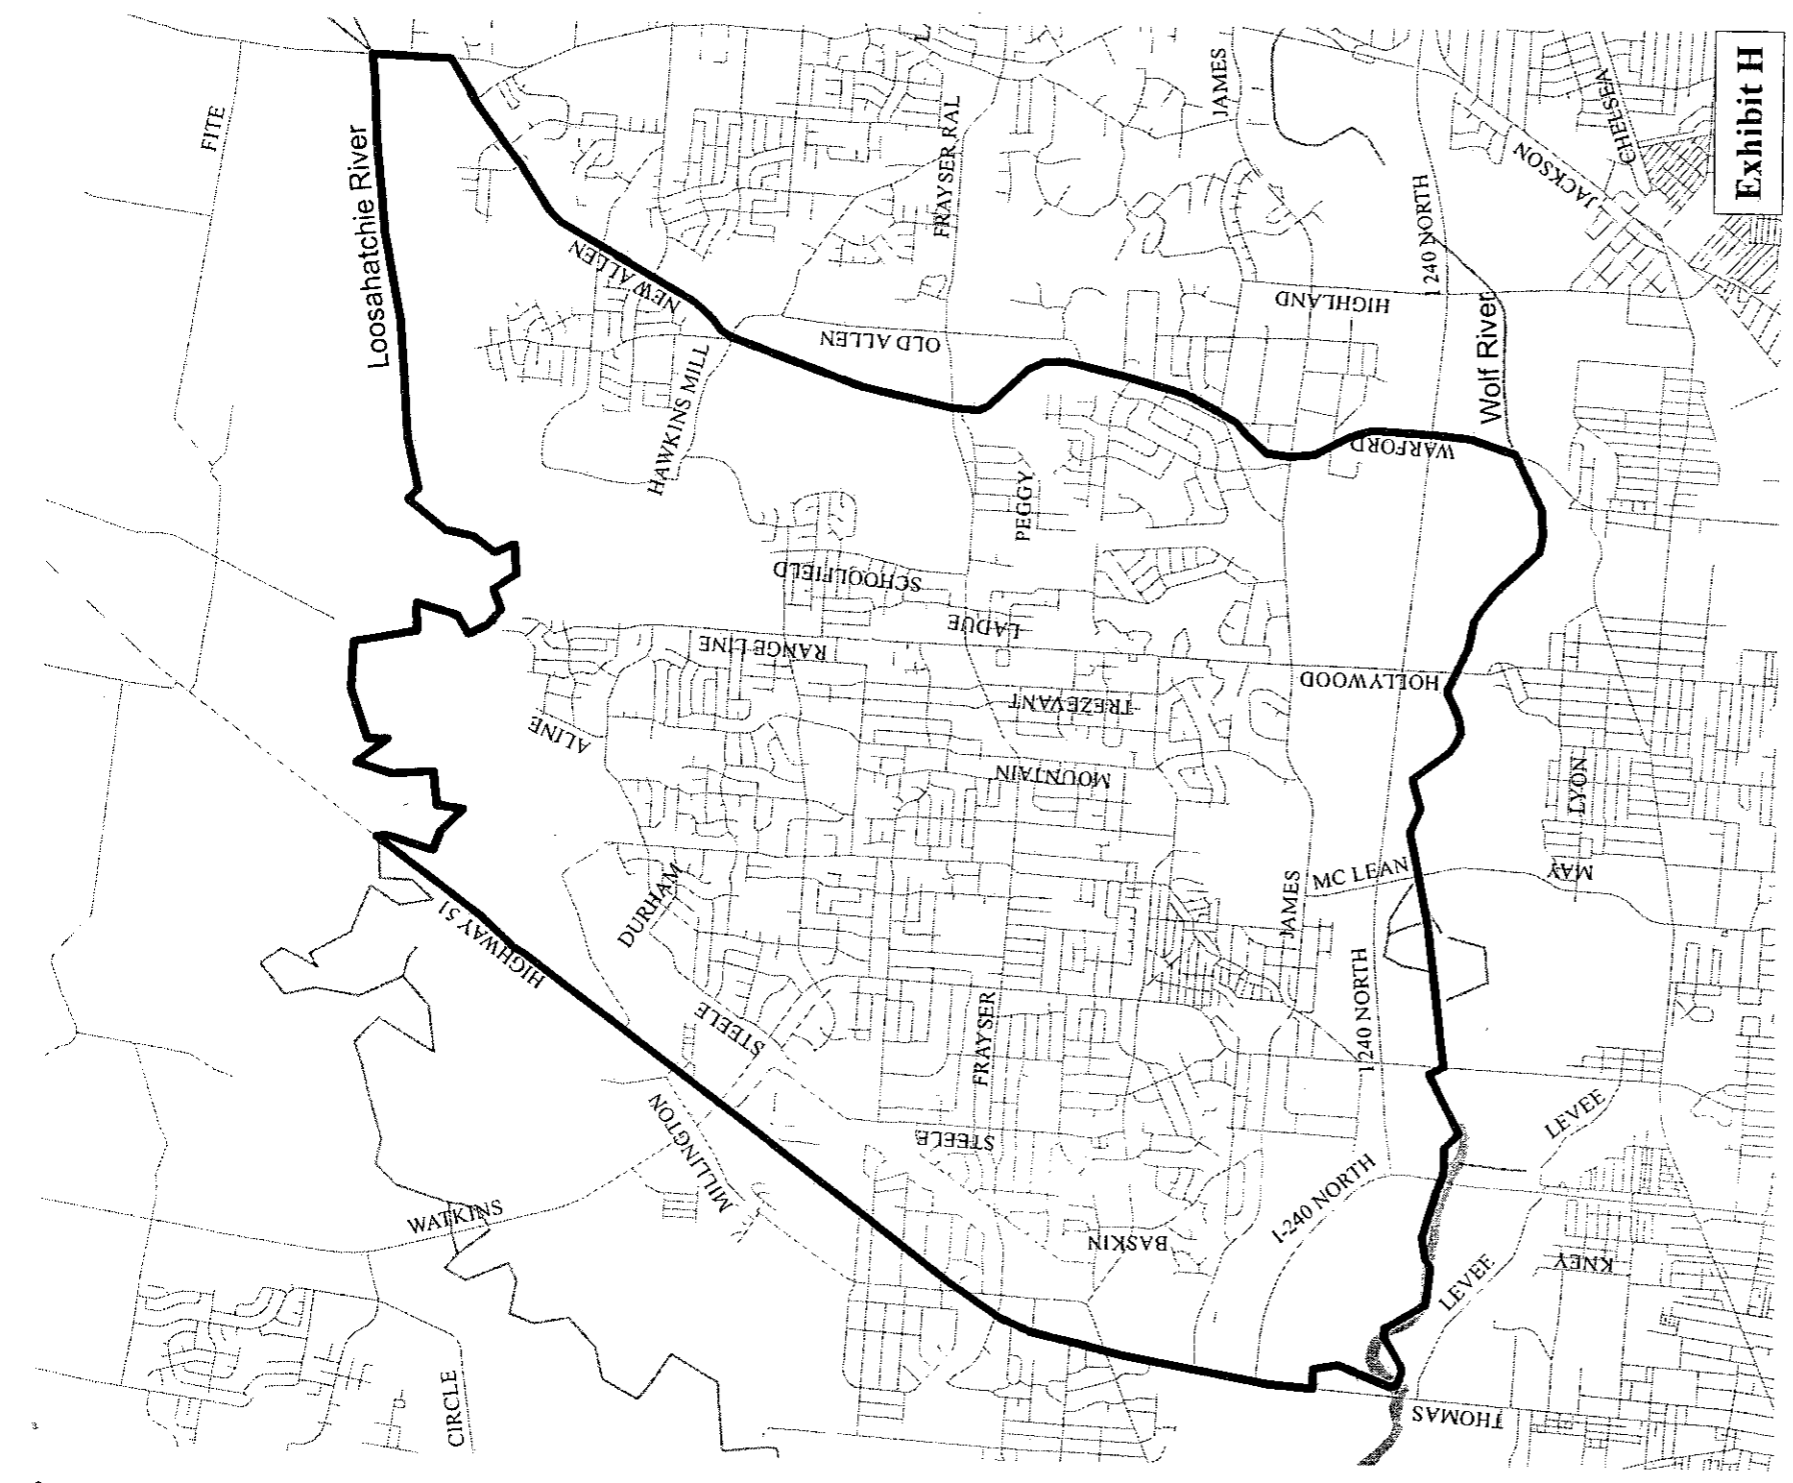 Exhibit H
FITE
Loosahatchie River
NEW ALLEN
HAWKINS MILL
OLD ALLEN
FRAYSER RAL
JAMES
HIGHLAND
I 240 NORTH
Wolf River
JACKSON
CHELSEA
WARFORD
PEGGY
SCHOOLFIELD
LADUE
RANGE LINE
TREZEVANT
HOLLYWOOD
ALINE
MOUNTAIN
LYON
MAY
MC LEAN
JAMES
DURHAM
HIGHWAY 51
STEELE
FRAYSER
I 240 NORTH
STEELE
MILLINGTON
WATKINS
BASKIN
I-240 NORTH
LEVEE
LEVEE
KNEY
CIRCLE
THOMAS